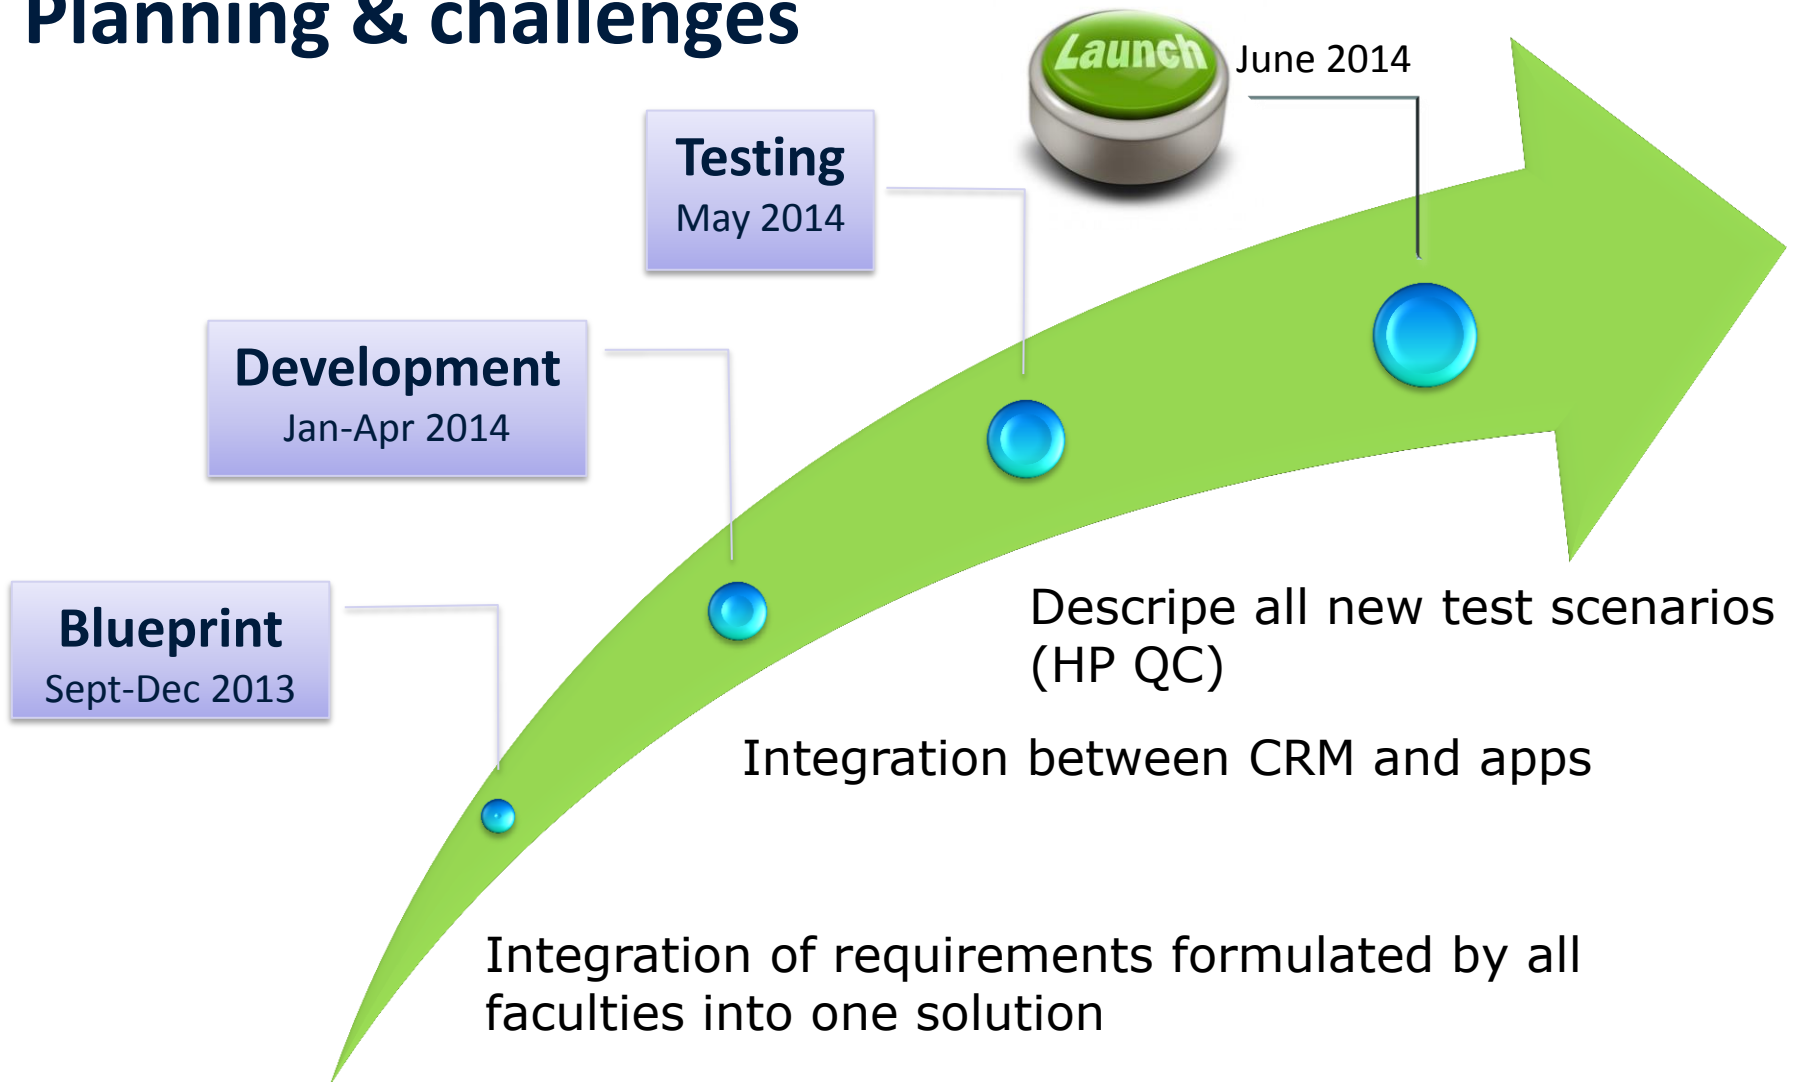 Planning & challenges
Launch
June 2014
Testing
May 2014
Development
Jan-Apr 2014
Blueprint
Sept-Dec 2013
Descripe all new test scenarios
(HP QC)
Integration between CRM and apps
Integration of requirements formulated by all
faculties into one solution